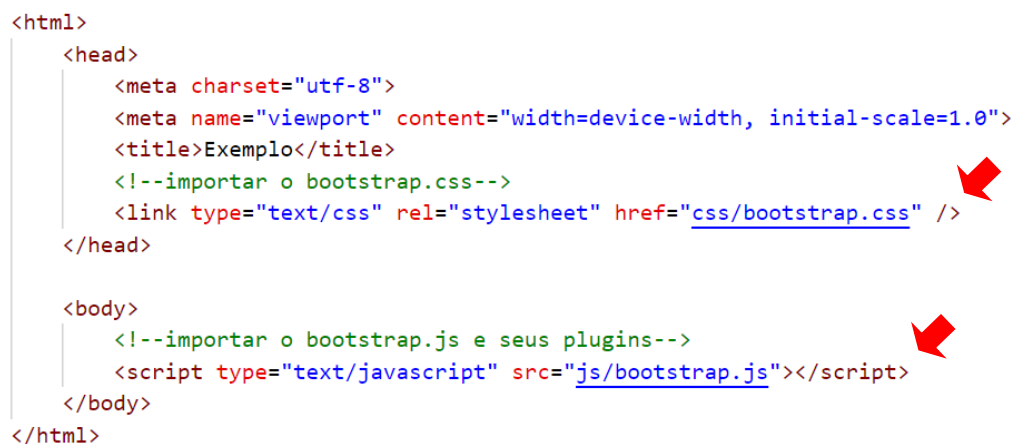 <html>
<head>
<meta charset="utf-8">
<meta name="viewport" content="width=device-width, initial-scale=1.0">
<title>Exemplo</title>
<!--importar o bootstrap.css-->
<link type="text/css" rel="stylesheet" href="css/bootstrap.css" />
</head>
<body>
<!--importar o bootstrap.js e seus plugins-->
<script type="text/javascript" src="js/bootstrap.js"></script>
</body>
</html>